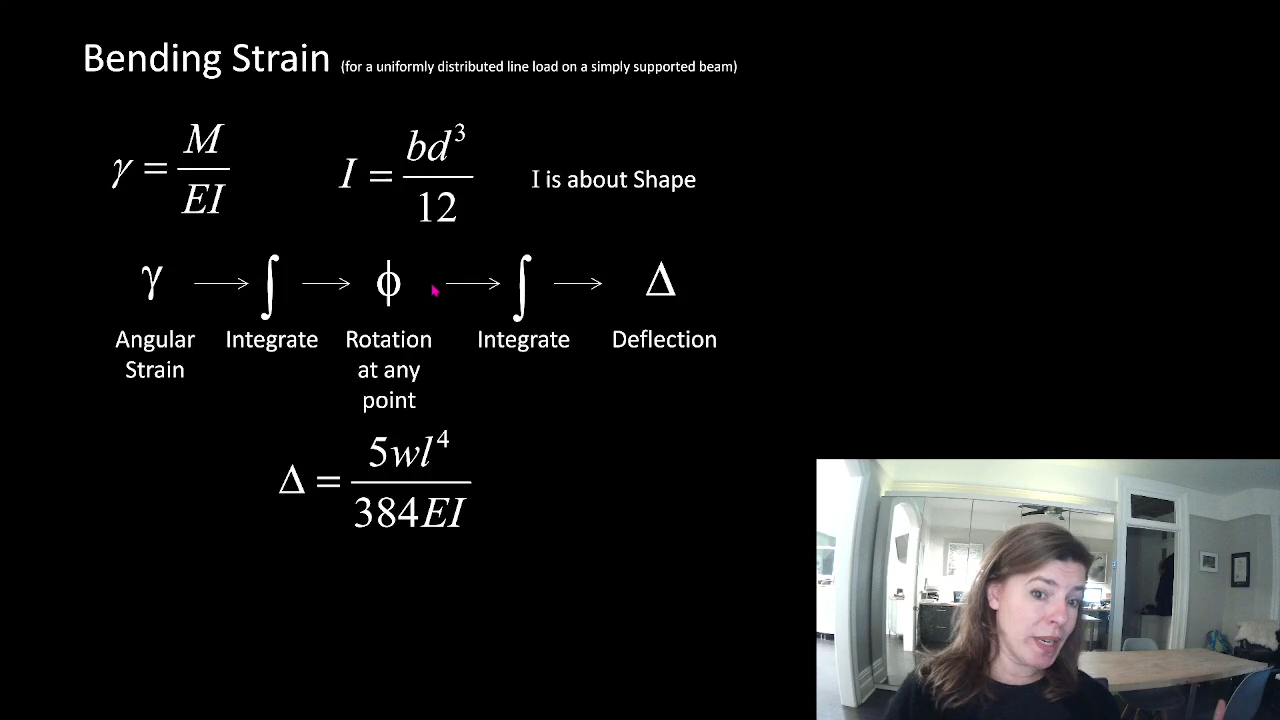 Bending Strain (for a uniformly distributed line load on a simply supported beam)
γ = M/EI
I = bd³/12
I is about Shape
γ → ∫ → ϕ → ∫ → Δ
Angular Strain
Integrate
Rotation at any point
Integrate
Deflection
Δ = 5wl⁴/384EI